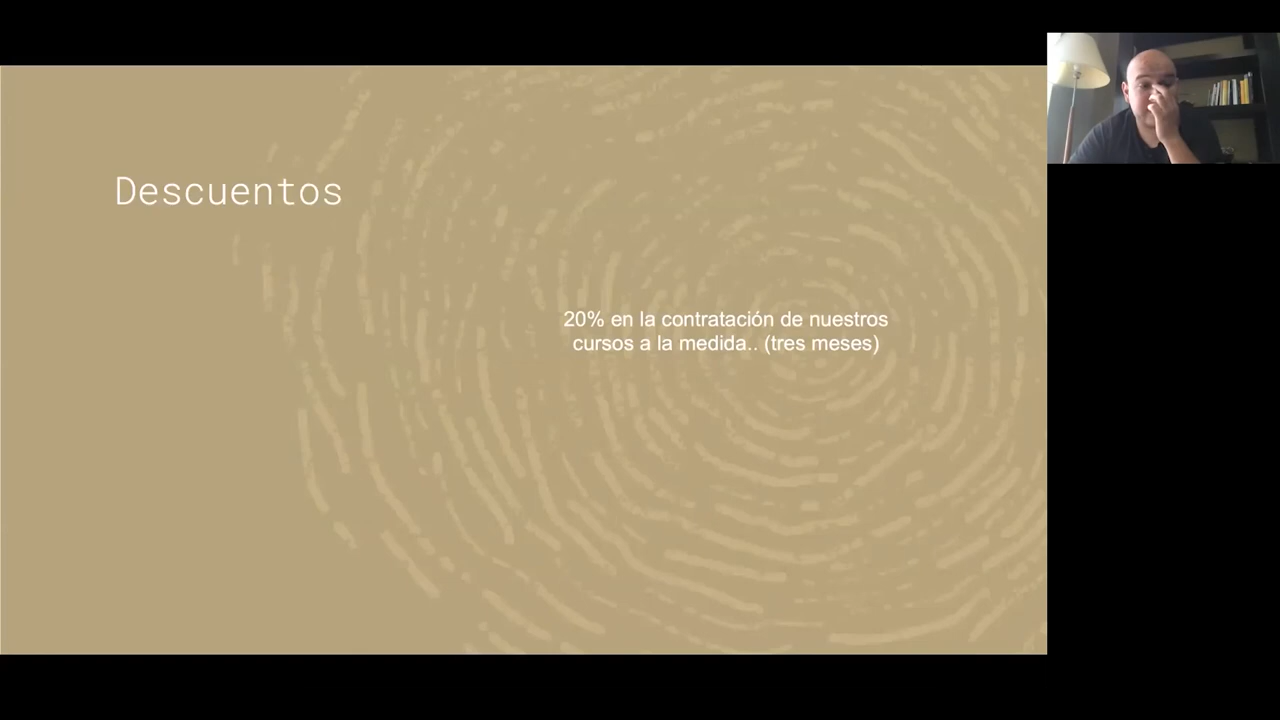 Descuentos
20% en la contratación de nuestros
cursos a la medida.. (tres meses)